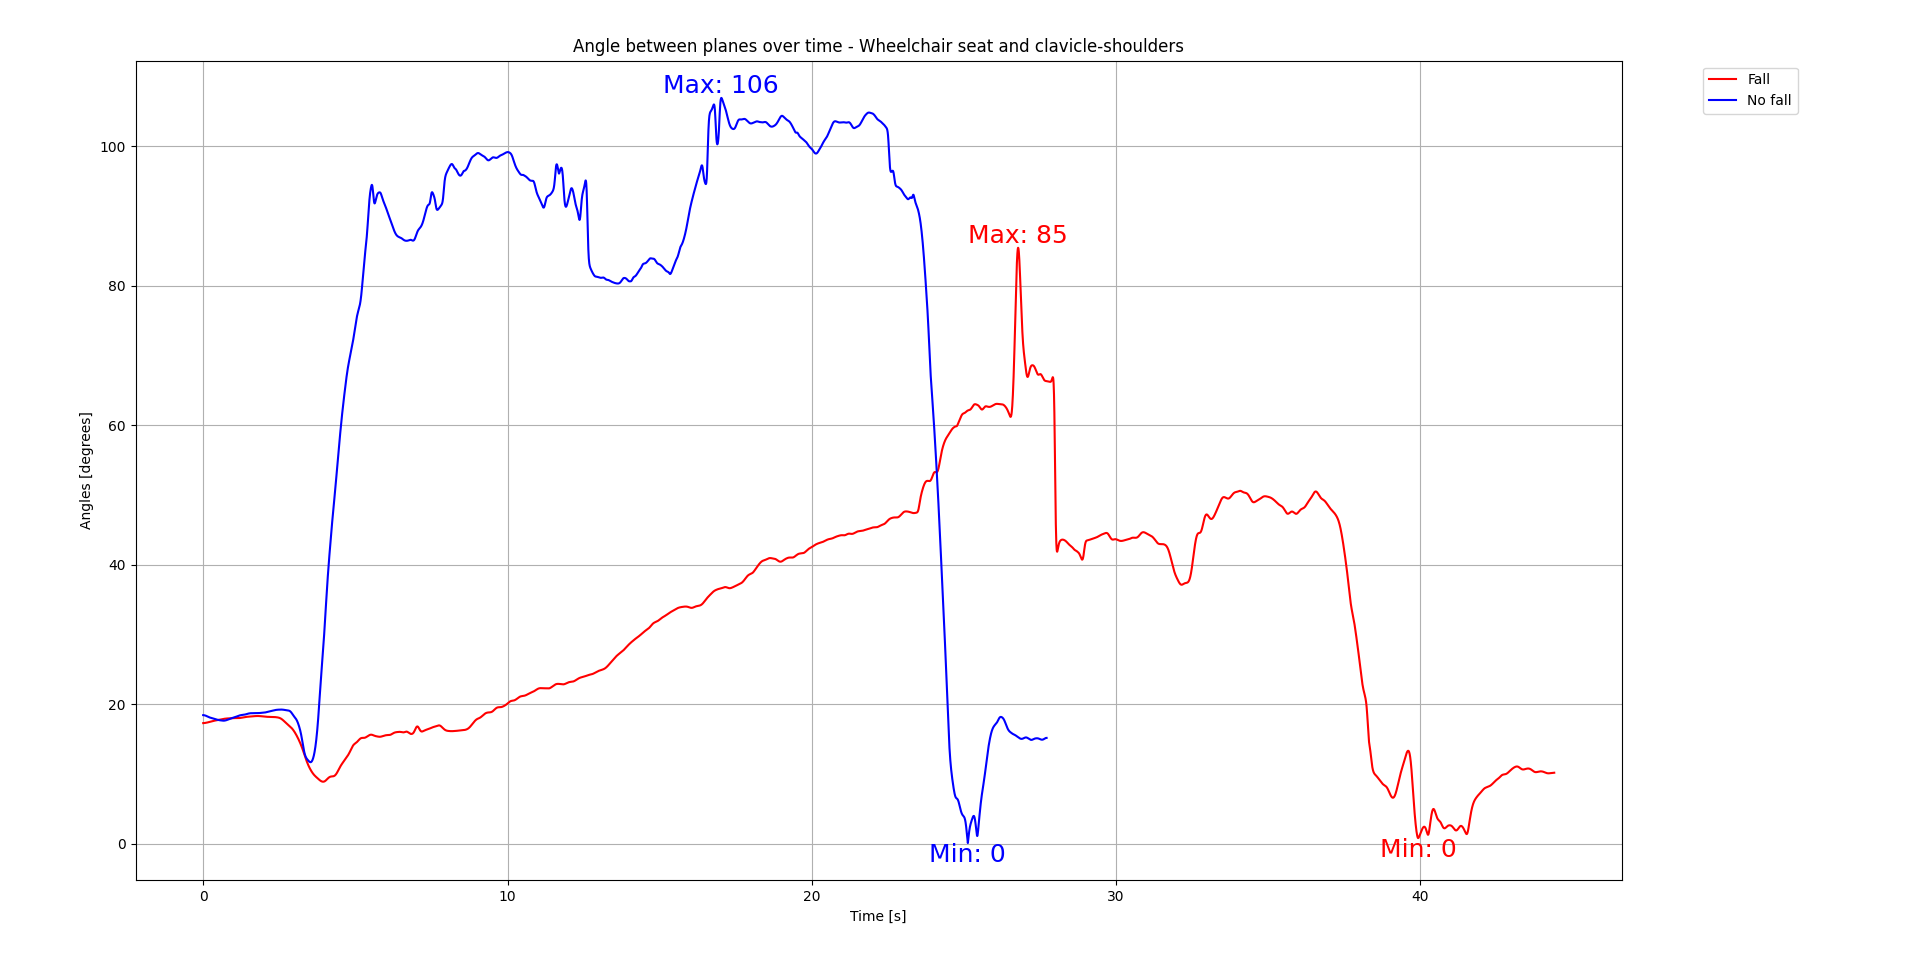 Angle between planes over time - Wheelchair seat and clavicle-shoulders
Max: 106
Fall
No fall
Max: 85
Min: 0
Min: 0
100
80
60
40
20
0
Angles [degrees]
0 10 20 30 40
Time [s]